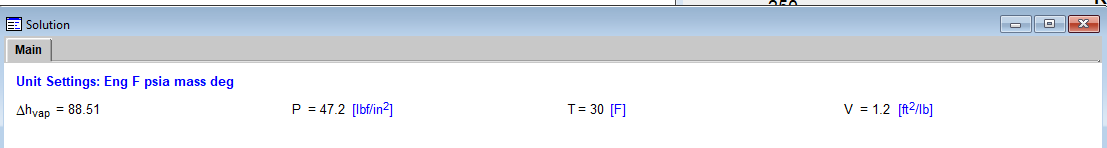 Solution
Main
Unit Settings: Eng F psia mass deg
Δhvap = 88.51 P = 47.2 [lbf/in2] T = 30 [F] V = 1.2 [ft2/lb]